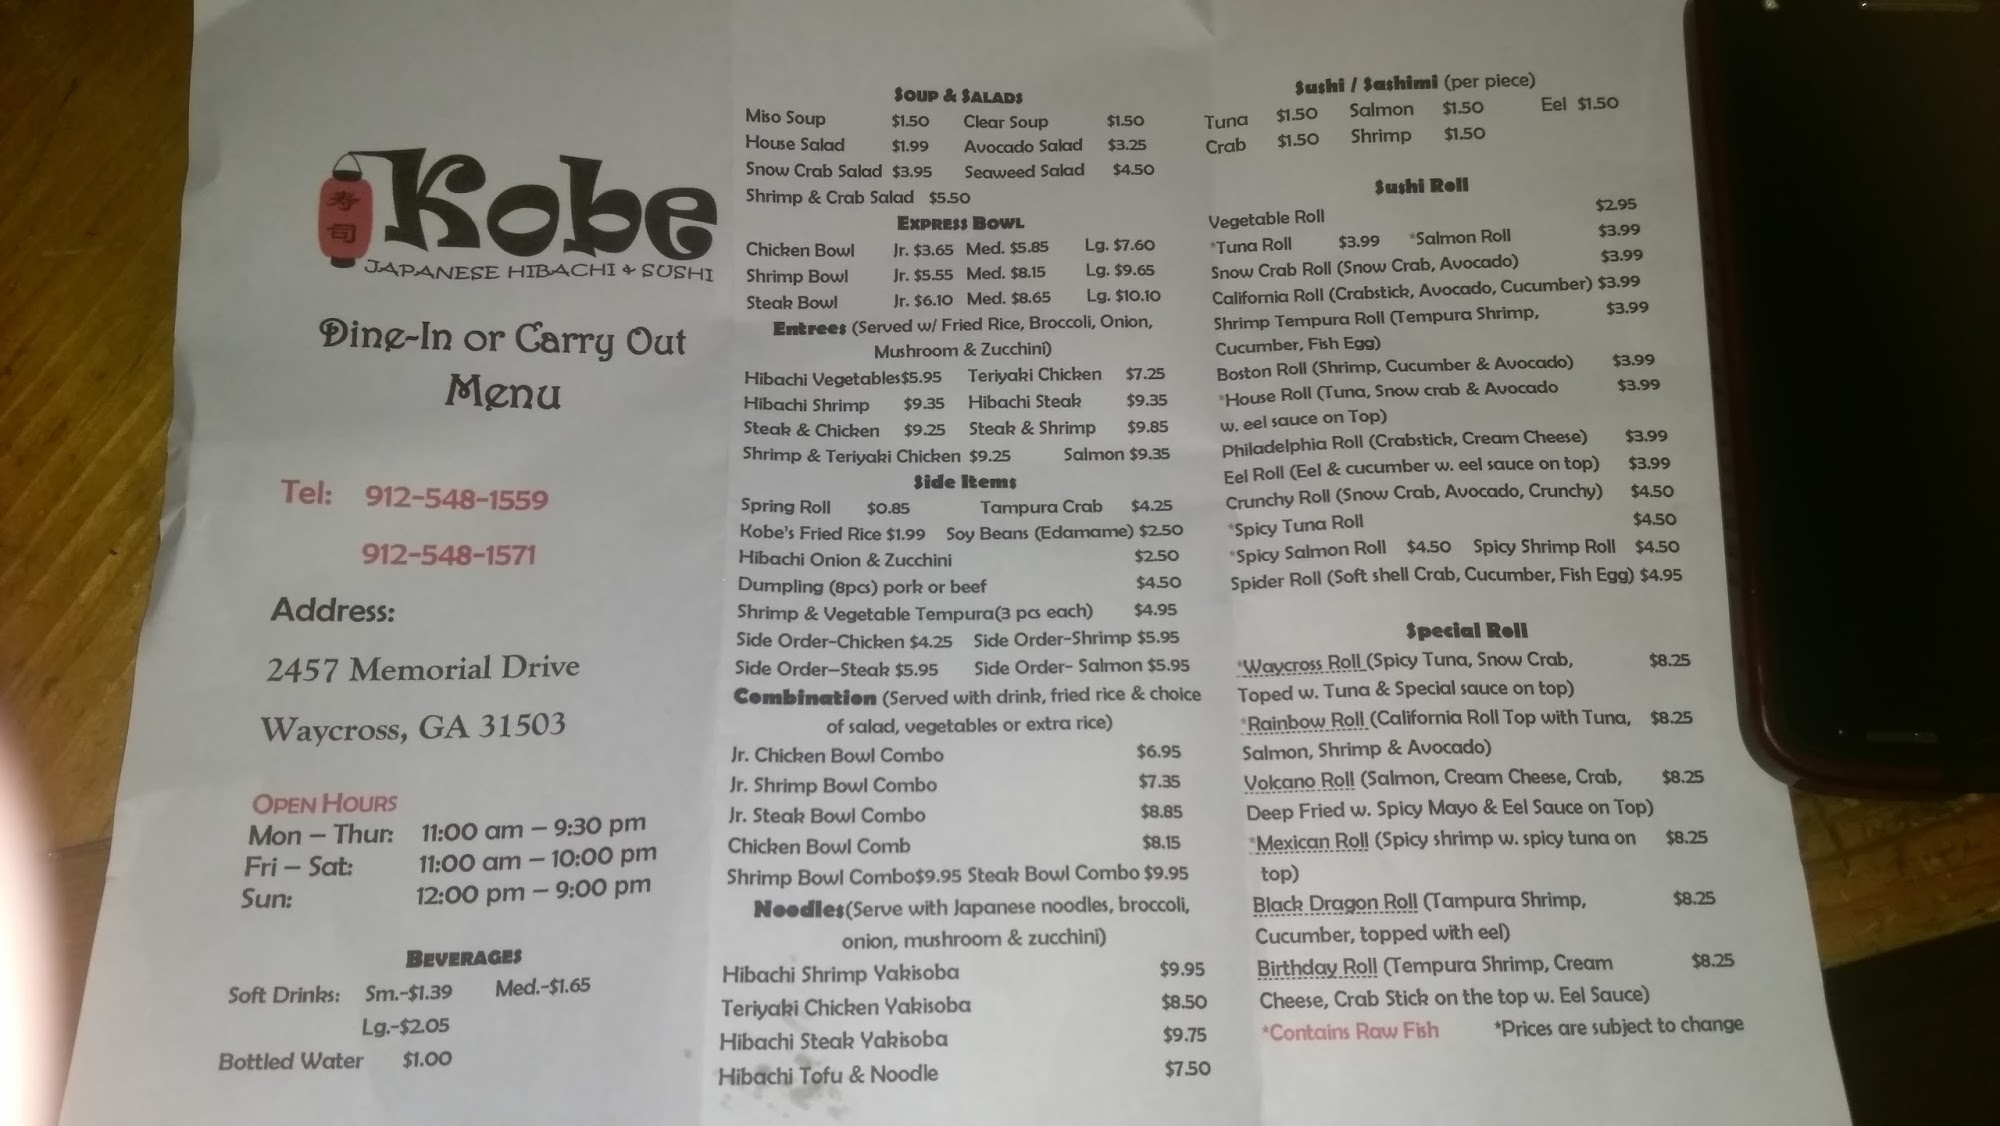 寿
司
Kobe
JAPANESE HIBACHI & SUSHI
Dine-In or Carry Out
Menu
Tel: 912-548-1559
912-548-1571
Address:
2457 Memorial Drive
Waycross, GA 31503
OPEN HOURS
Mon – Thur: 11:00 am – 9:30 pm
Fri – Sat: 11:00 am – 10:00 pm
Sun: 12:00 pm – 9:00 pm
BEVERAGES
Soft Drinks: Sm.-$1.39 Med.-$1.65
Lg.-$2.05
Bottled Water $1.00
SOUP & SALADS
Miso Soup $1.50 Clear Soup $1.50
House Salad $1.99 Avocado Salad $3.25
Snow Crab Salad $3.95 Seaweed Salad $4.50
Shrimp & Crab Salad $5.50
EXPRESS BOWL
Chicken Bowl Jr. $3.65 Med. $5.85 Lg. $7.60
Shrimp Bowl Jr. $5.55 Med. $8.15 Lg. $9.65
Steak Bowl Jr. $6.10 Med. $8.65 Lg. $10.10
Entrees (Served w/ Fried Rice, Broccoli, Onion,
Mushroom & Zucchini)
Hibachi Vegetables$5.95 Teriyaki Chicken $7.25
Hibachi Shrimp $9.35 Hibachi Steak $9.35
Steak & Chicken $9.25 Steak & Shrimp $9.85
Shrimp & Teriyaki Chicken $9.25 Salmon $9.35
Side Items
Spring Roll $0.85 Tampura Crab $4.25
Kobe's Fried Rice $1.99 Soy Beans (Edamame) $2.50
Hibachi Onion & Zucchini $2.50
Dumpling (8pcs) pork or beef $4.50
Shrimp & Vegetable Tempura(3 pcs each) $4.95
Side Order-Chicken $4.25 Side Order-Shrimp $5.95
Side Order—Steak $5.95 Side Order- Salmon $5.95
Combination (Served with drink, fried rice & choice
of salad, vegetables or extra rice)
Jr. Chicken Bowl Combo $6.95
Jr. Shrimp Bowl Combo $7.35
Jr. Steak Bowl Combo $8.85
Chicken Bowl Comb $8.15
Shrimp Bowl Combo$9.95 Steak Bowl Combo $9.95
Noodles(Serve with Japanese noodles, broccoli,
onion, mushroom & zucchini)
Hibachi Shrimp Yakisoba $9.95
Teriyaki Chicken Yakisoba $8.50
Hibachi Steak Yakisoba $9.75
Hibachi Tofu & Noodle $7.50
Sushi / Sashimi (per piece)
Tuna $1.50 Salmon $1.50 Eel $1.50
Crab $1.50 Shrimp $1.50
Sushi Roll
Vegetable Roll $2.95
*Tuna Roll $3.99 *Salmon Roll $3.99
Snow Crab Roll (Snow Crab, Avocado) $3.99
California Roll (Crabstick, Avocado, Cucumber) $3.99
Shrimp Tempura Roll (Tempura Shrimp, $3.99
Cucumber, Fish Egg)
Boston Roll (Shrimp, Cucumber & Avocado) $3.99
*House Roll (Tuna, Snow crab & Avocado $3.99
w. eel sauce on Top)
Philadelphia Roll (Crabstick, Cream Cheese) $3.99
Eel Roll (Eel & cucumber w. eel sauce on top) $3.99
Crunchy Roll (Snow Crab, Avocado, Crunchy) $4.50
*Spicy Tuna Roll $4.50
*Spicy Salmon Roll $4.50 Spicy Shrimp Roll $4.50
Spider Roll (Soft shell Crab, Cucumber, Fish Egg) $4.95
Special Roll
*Waycross Roll (Spicy Tuna, Snow Crab, $8.25
Toped w. Tuna & Special sauce on top)
*Rainbow Roll (California Roll Top with Tuna, $8.25
Salmon, Shrimp & Avocado)
Volcano Roll (Salmon, Cream Cheese, Crab, $8.25
Deep Fried w. Spicy Mayo & Eel Sauce on Top)
*Mexican Roll (Spicy shrimp w. spicy tuna on $8.25
top)
Black Dragon Roll (Tampura Shrimp, $8.25
Cucumber, topped with eel)
Birthday Roll (Tempura Shrimp, Cream $8.25
Cheese, Crab Stick on the top w. Eel Sauce)
*Contains Raw Fish *Prices are subject to change